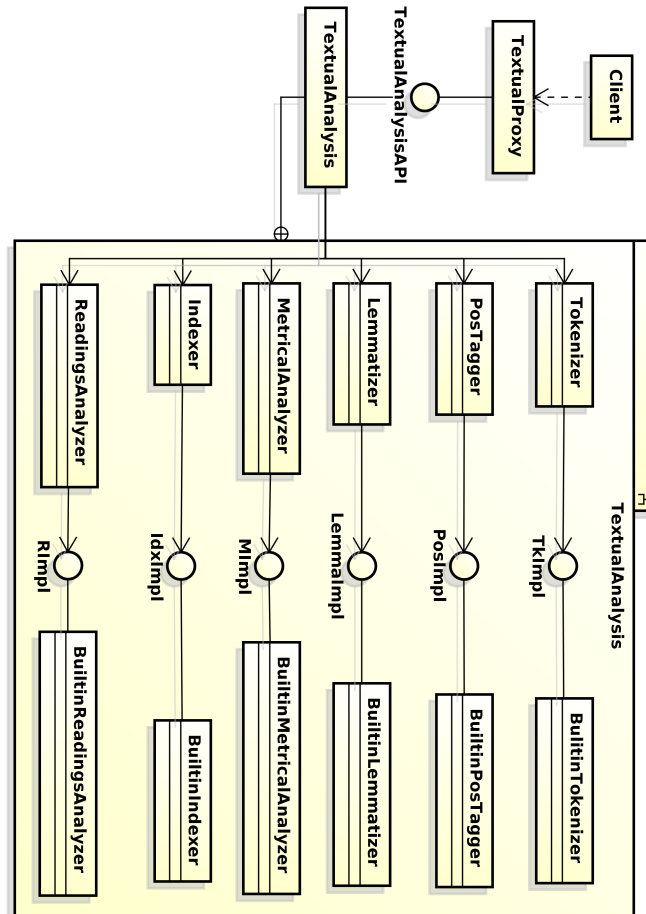 Client
TextualProxy
TextualAnalysisAPI
TextualAnalysis
TextualAnalysis
Tokenizer
TkImpl
BulitinTokenizer
PosTagger
PosImpl
BuiltinPosTagger
Lemmatizer
LemmaImpl
BuiltinLemmatizer
MetricalAnalyzer
MImpl
BuiltinMetricalAnalyzer
Indexer
IdxImpl
BuiltinIndexer
ReadingsAnalyzer
RImpl
BuiltinReadingsAnalyzer